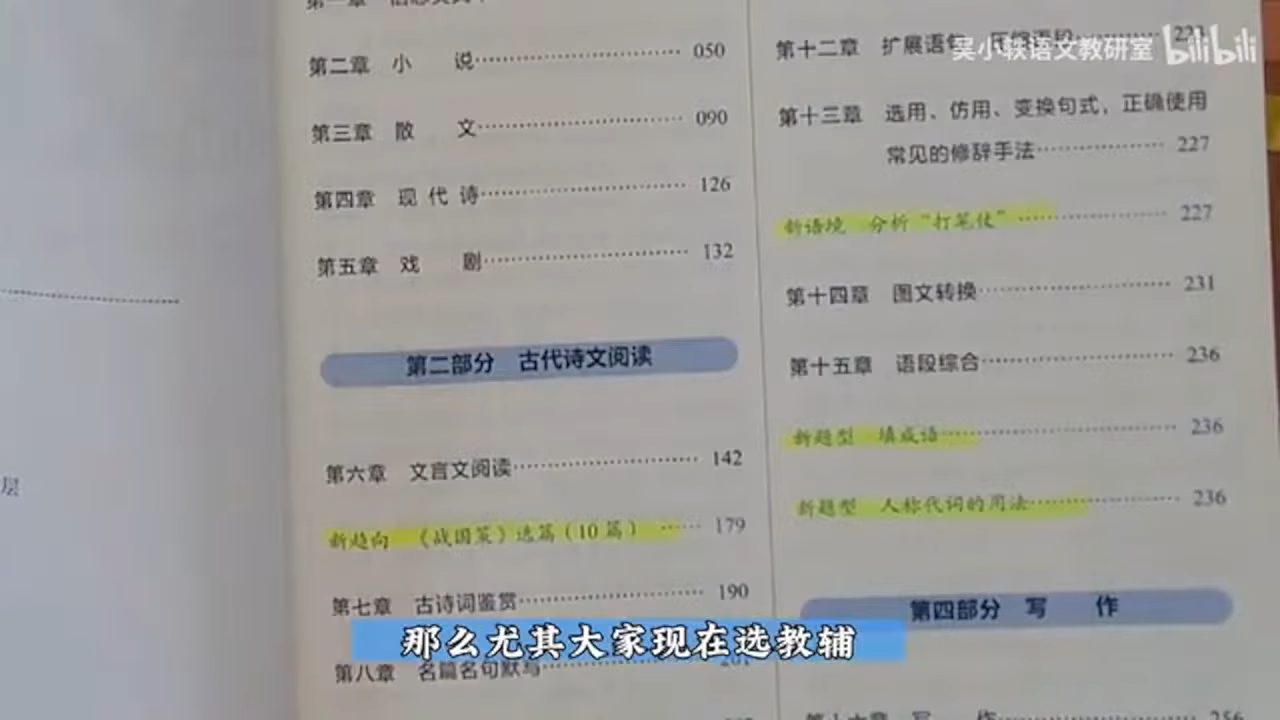 第二章 小 说 050
第三章 散 文 090
第四章 现 代 诗 126
第五章 戏 剧 132
第二部分 古代诗文阅读
第六章 文言文阅读 142
新趋向 《战国策》选篇(10篇) 179
第七章 古诗词鉴赏 190
第八章 名篇名句默写
层
第十二章 扩展语句
第十三章 选用、仿用、变换句式,正确使用
常见的修辞手法 227
新语境 分析“打笔仗” 227
第十四章 图文转换 231
第十五章 语段综合 236
新题型 填成语 236
新题型 人称代词的用法 236
第四部分 写 作
吴小轶语文教研室 bilibili
那么尤其大家现在选教辅